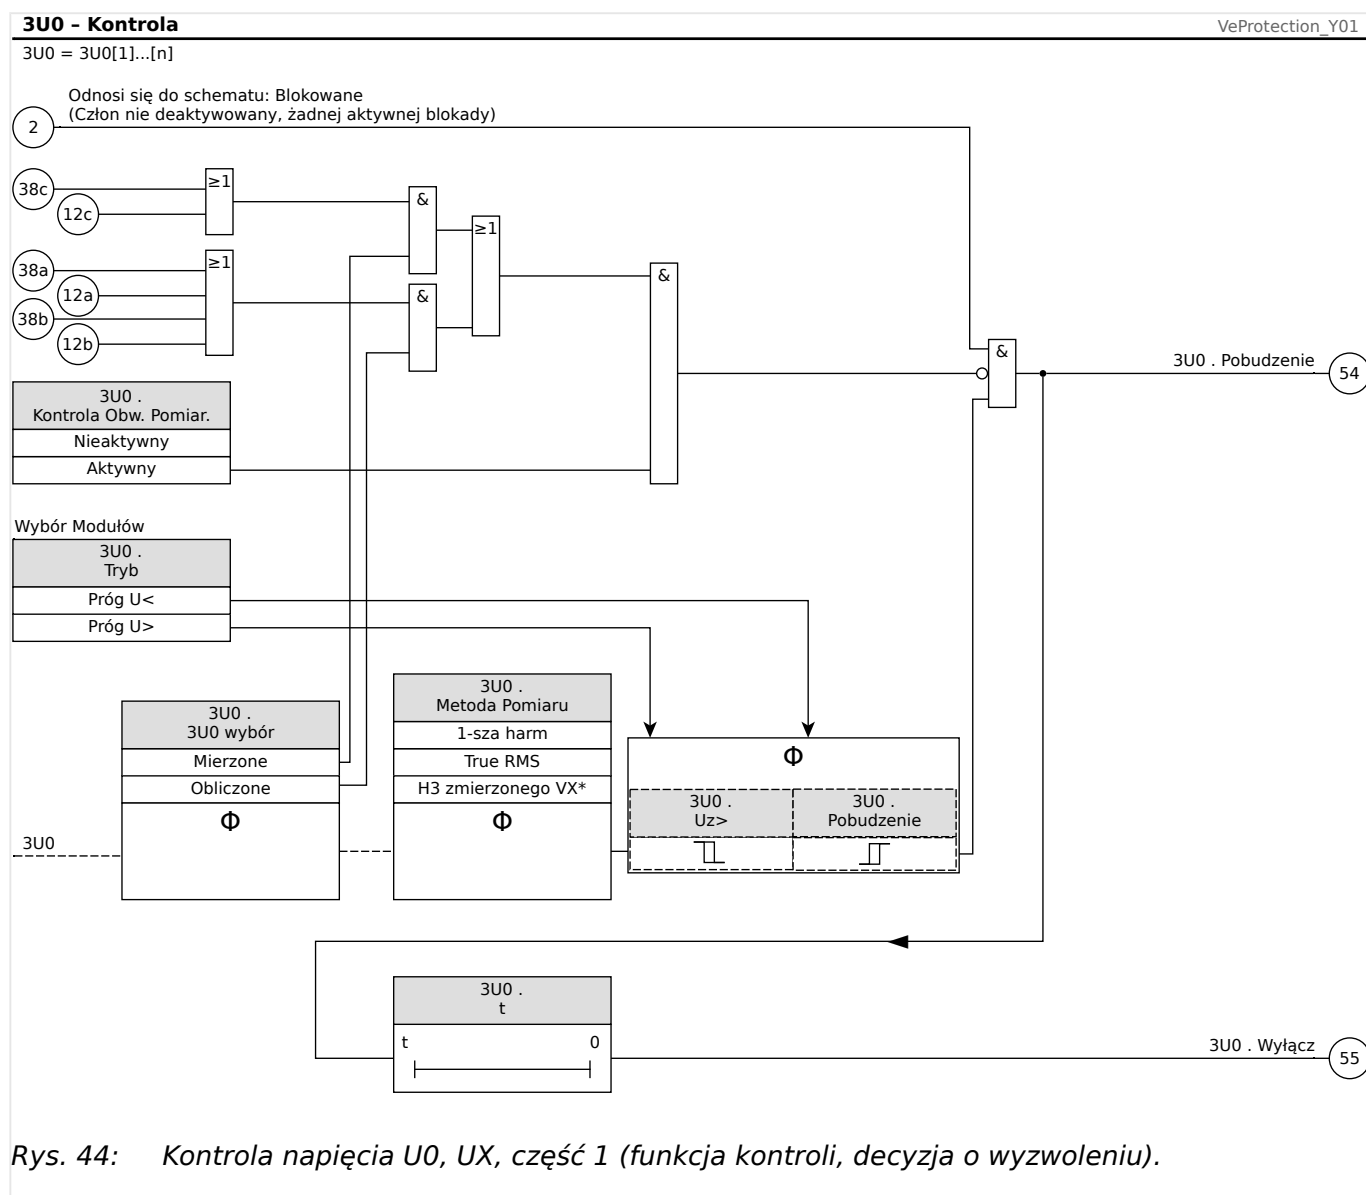 3U0 – Kontrola
VeProtection_Y01
3U0 = 3U0[1]...[n]
Odnosi się do schematu: Blokowane
(Człon nie deaktywowany, żadnej aktywnej blokady)
2
38c
12c
≥1
&
≥1
38a
12a
38b
12b
≥1
&
&
&
3U0 . Pobudzenie
54
3U0 .
Kontrola Obw. Pomiar.
Nieaktywny
Aktywny
Wybór Modułów
3U0 .
Tryb
Próg U<
Próg U>
3U0 .
3U0 wybór
Mierzone
Obliczone
Φ
3U0
3U0 .
Metoda Pomiaru
1-sza harm
True RMS
H3 zmierzonego VX*
Φ
Φ
3U0 .
Uz>
3U0 .
Pobudzenie
3U0 .
t
t 0
3U0 . Wyłącz
55
Rys. 44: Kontrola napięcia U0, UX, część 1 (funkcja kontroli, decyzja o wyzwoleniu).